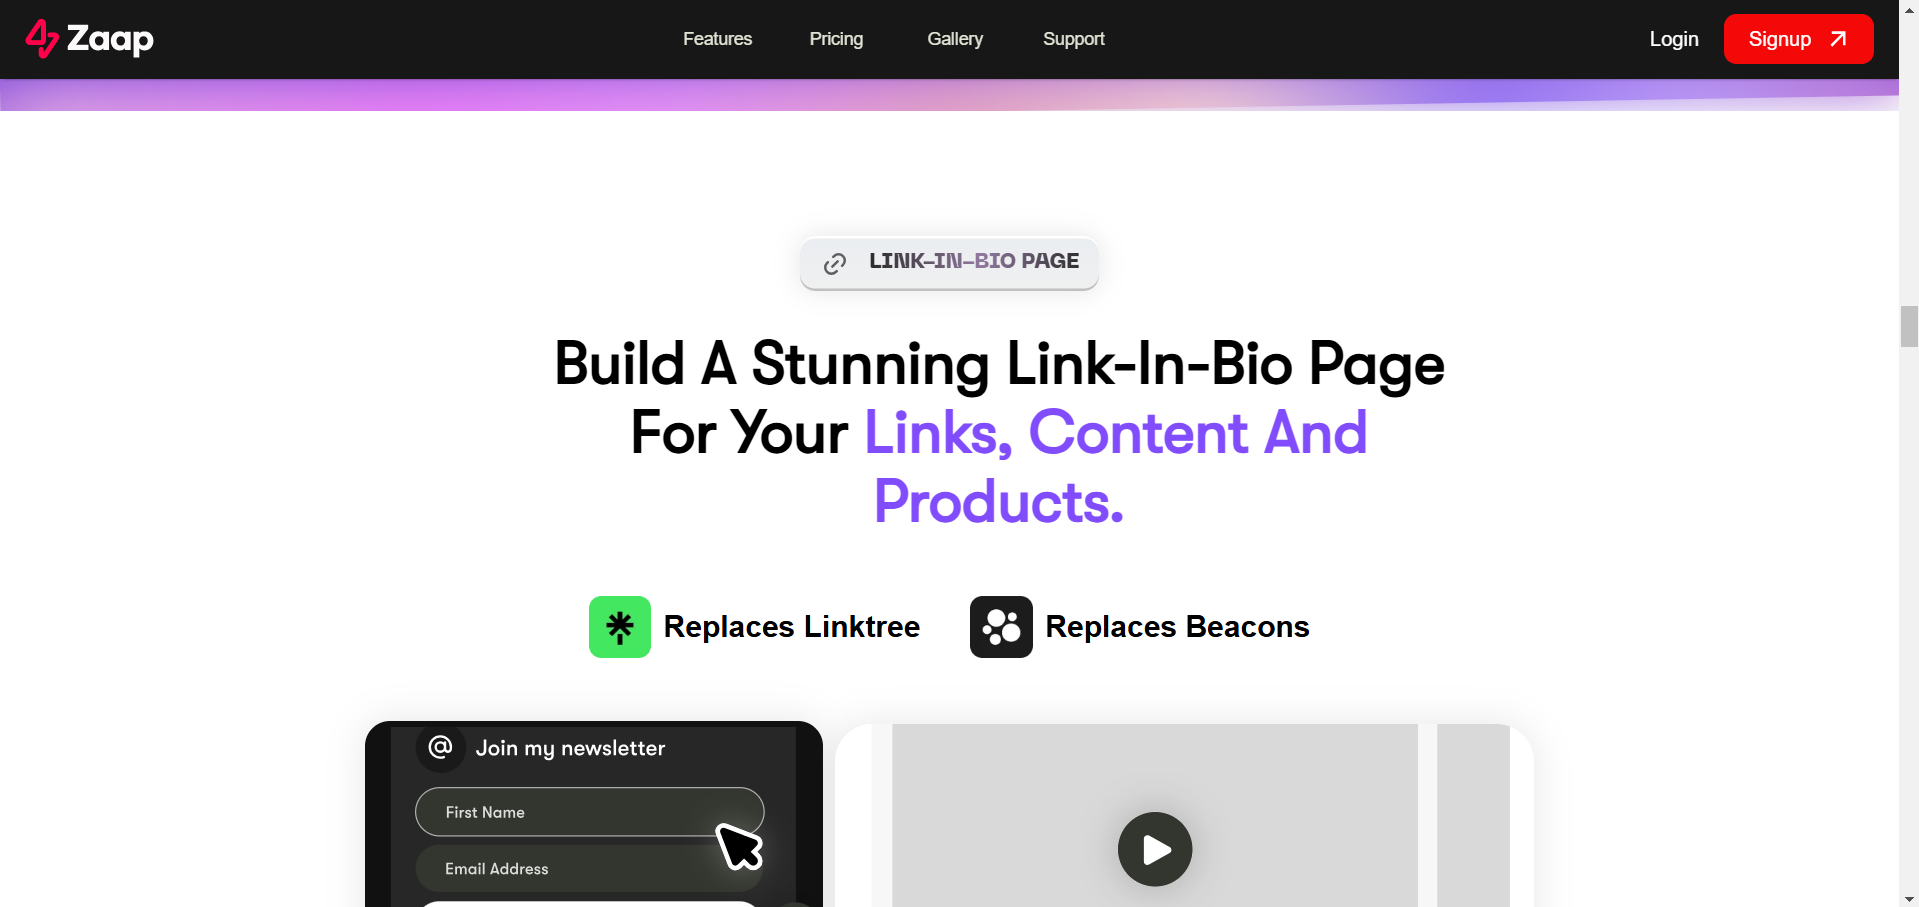 Zaap
Features
Pricing
Gallery
Support
Login
Signup
LINK-IN-BIO PAGE
Build A Stunning Link-In-Bio Page
For Your Links, Content And
Products.
Replaces Linktree
Replaces Beacons
@ Join my newsletter
First Name
Email Address